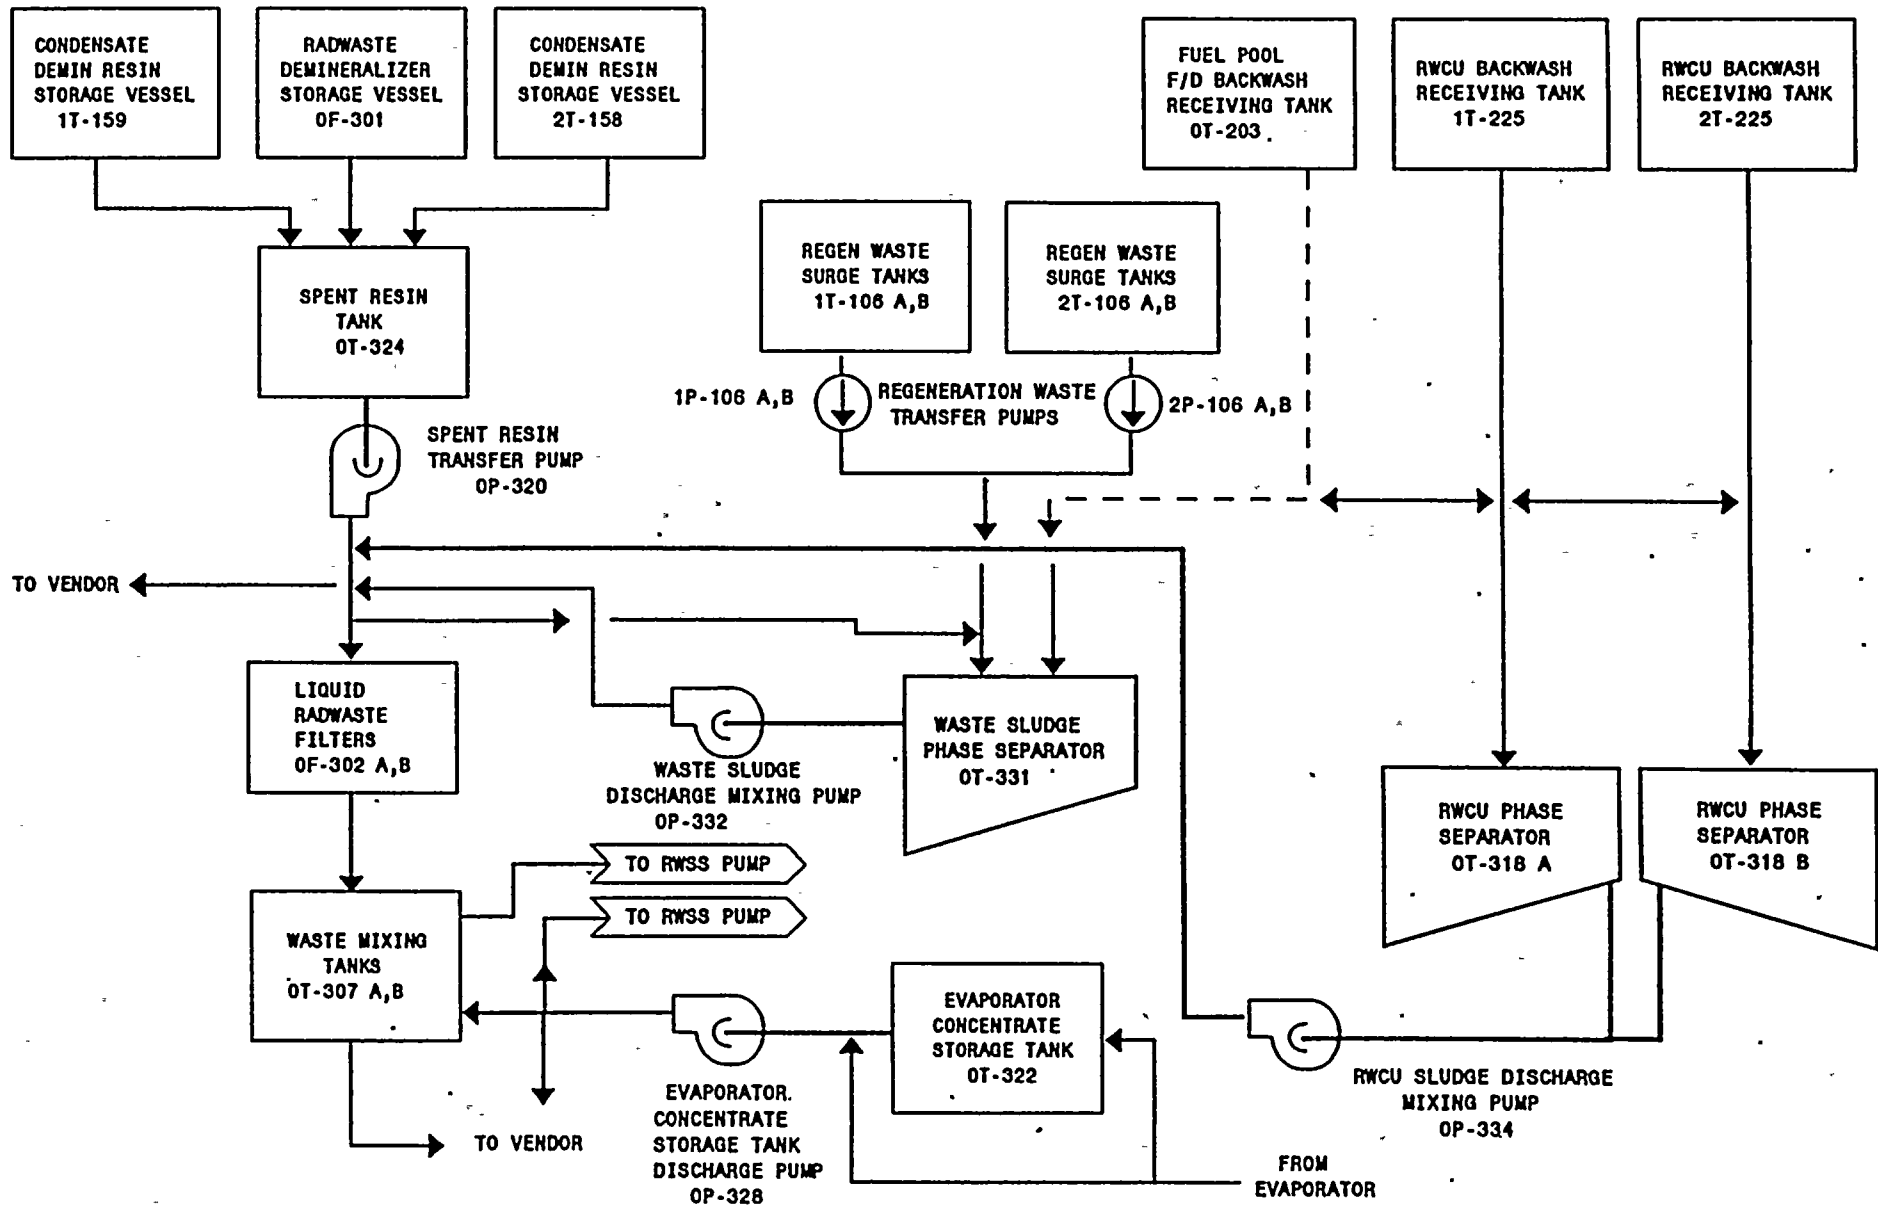 CONDENSATE
DEMIN RESIN
STORAGE VESSEL
1T-159
RADWASTE
DEMINERALIZER
STORAGE VESSEL
0F-301
CONDENSATE
DEMIN RESIN
STORAGE VESSEL
2T-158
FUEL POOL
F/D BACKWASH
RECEIVING TANK
0T-203
RWCU BACKWASH
RECEIVING TANK
1T-225
RWCU BACKWASH
RECEIVING TANK
2T-225
REGEN WASTE
SURGE TANKS
1T-106 A,B
REGEN WASTE
SURGE TANKS
2T-106 A,B
SPENT RESIN
TANK
0T-324
1P-106 A,B
REGENERATION WASTE
TRANSFER PUMPS
2P-106 A,B
SPENT RESIN
TRANSFER PUMP
0P-320
TO VENDOR
LIQUID
RADWASTE
FILTERS
0F-302 A,B
WASTE SLUDGE
PHASE SEPARATOR
0T-331
WASTE SLUDGE
DISCHARGE MIXING PUMP
0P-332
RWCU PHASE
SEPARATOR
0T-318 A
RWCU PHASE
SEPARATOR
0T-318 B
TO RWSS PUMP
TO RWSS PUMP
WASTE MIXING
TANKS
0T-307 A,B
EVAPORATOR
CONCENTRATE
STORAGE TANK
0T-322
EVAPORATOR.
CONCENTRATE
STORAGE TANK
DISCHARGE PUMP
0P-328
RWCU SLUDGE DISCHARGE
MIXING PUMP
0P-334
TO VENDOR
FROM
EVAPORATOR